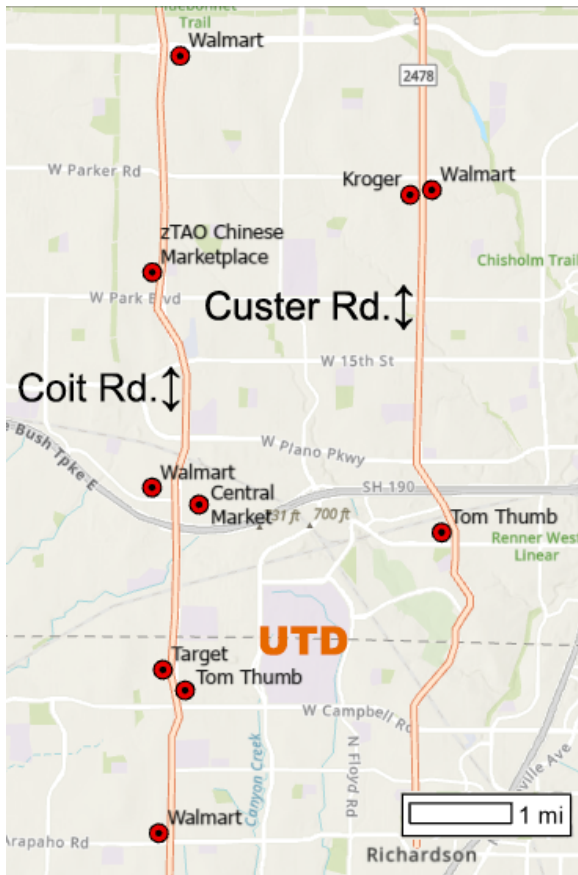 Trail
Walmart
2478
W Parker Rd
Kroger
Walmart
zTAO Chinese
Marketplace
Chisholm Trail
W Park Blvd
Custer Rd.
W 15th St
Coit Rd.
W Plano Pkwy
Bush Tpke E
Walmart
SH 190
Central
Market
700 ft
Tom Thumb
Renner West
Linear
UTD
Target
Tom Thumb
W Campbell Rd
Canyon Creek
N Floyd Rd
ville Ave
1 mi
Walmart
Arapaho Rd
Richardson